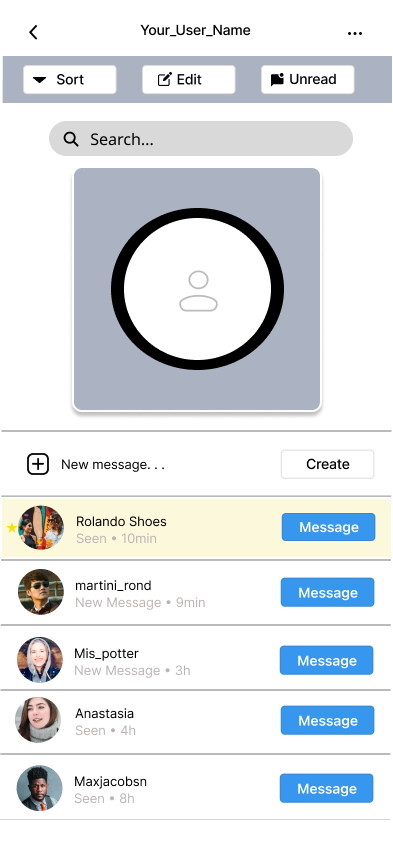 Your_User_Name
Sort
Edit
Unread
Search...
New message. . .
Create
Rolando Shoes
Seen • 10min
Message
martini_rond
New Message • 9min
Message
Mis_potter
New Message • 3h
Message
Anastasia
Seen • 4h
Message
Maxjacobsn
Seen • 8h
Message